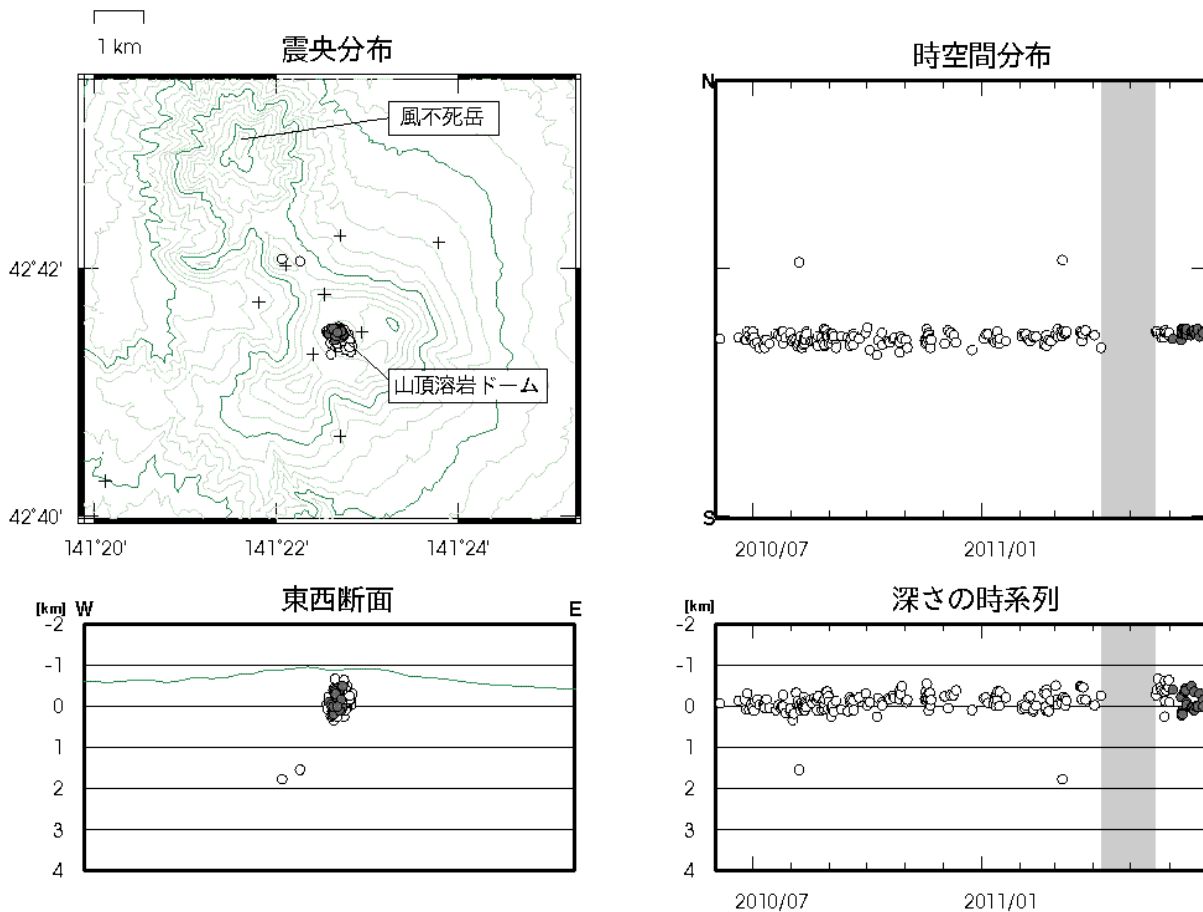 1 km
震央分布
風不死岳
42°42'
山頂溶岩ドーム
42°40'
141°20'
141°22'
141°24'
時空間分布
N
S
2010/07
2011/01
東西断面
[km]
W
E
-2
-1
0
1
2
3
4
深さの時系列
[km]
-2
-1
0
1
2
3
4
2010/07
2011/01